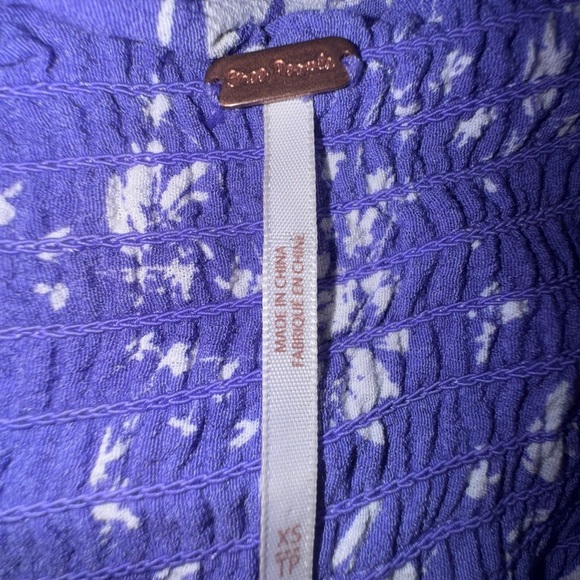 Free People
MADE IN CHINA
FABRIQUÉ EN CHINE
XS
TP